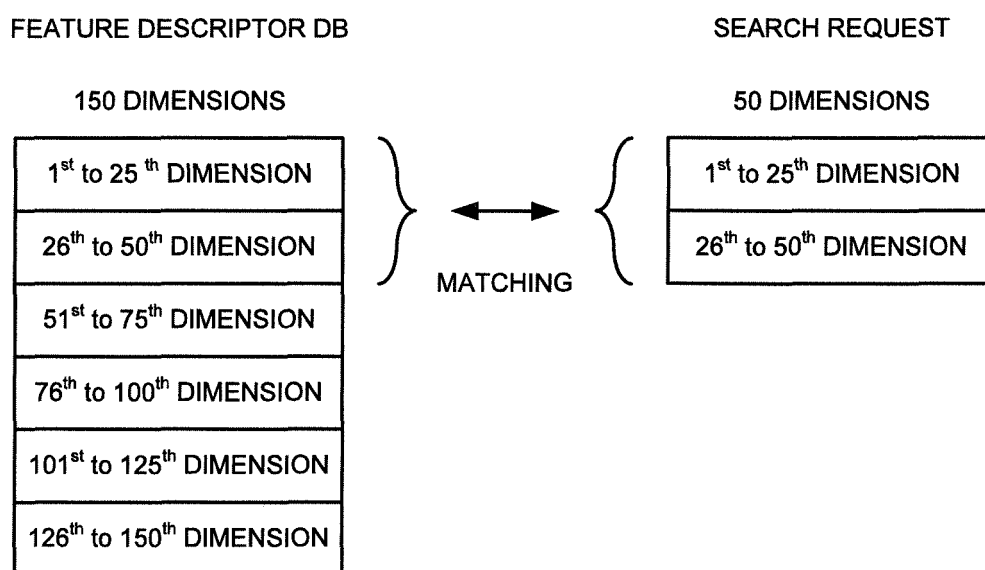 FEATURE DESCRIPTOR DB
SEARCH REQUEST
150 DIMENSIONS
50 DIMENSIONS
1st to 25 th DIMENSION
26th to 50th DIMENSION
51st to 75th DIMENSION
76th to 100th DIMENSION
101st to 125th DIMENSION
126th to 150th DIMENSION
MATCHING
1st to 25th DIMENSION
26th to 50th DIMENSION